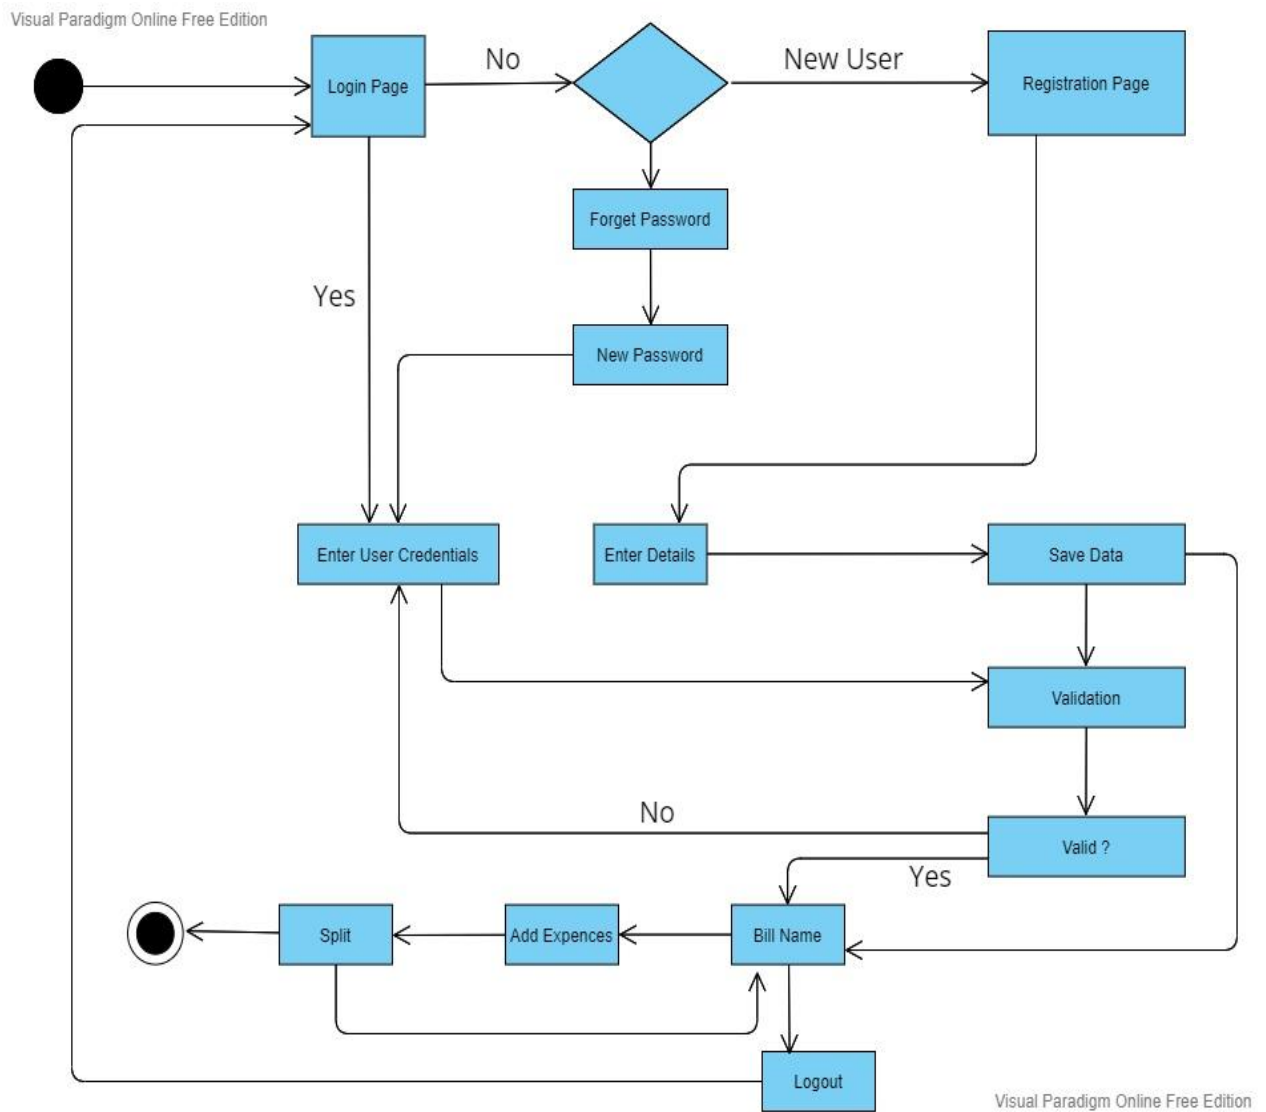 Visual Paradigm Online Free Edition
Login Page
No
New User
Registration Page
Forget Password
Yes
New Password
Enter User Credentials
Enter Details
Save Data
Validation
No
Valid ?
Yes
Split
Add Expences
Bill Name
Logout
Visual Paradigm Online Free Edition